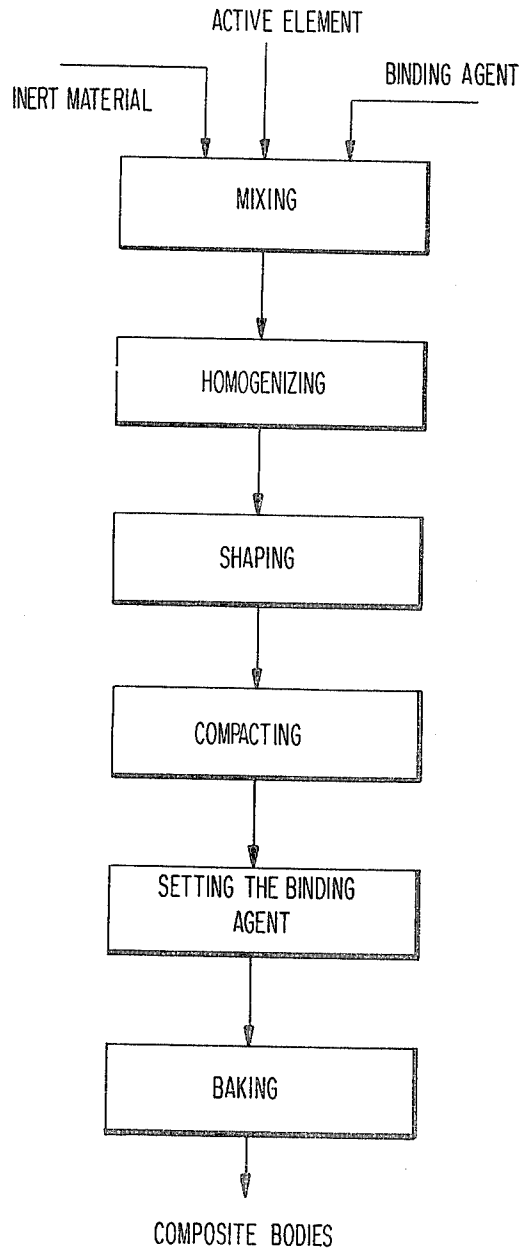 ACTIVE ELEMENT
INERT MATERIAL
BINDING AGENT
MIXING
HOMOGENIZING
SHAPING
COMPACTING
SETTING THE BINDING
AGENT
BAKING
COMPOSITE BODIES